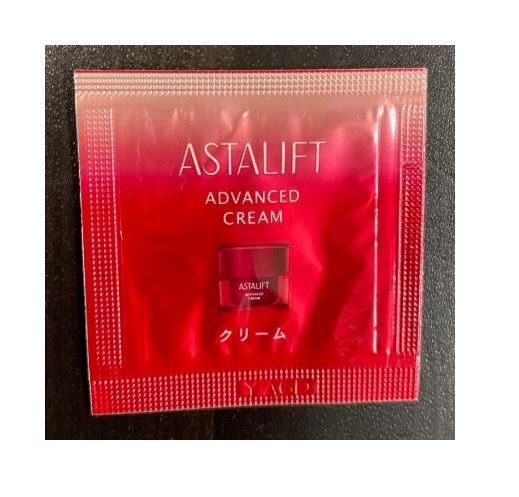 ASTALIFT
ADVANCED
CREAM
ASTALIFT
ADVANCED
CREAM
クリーム